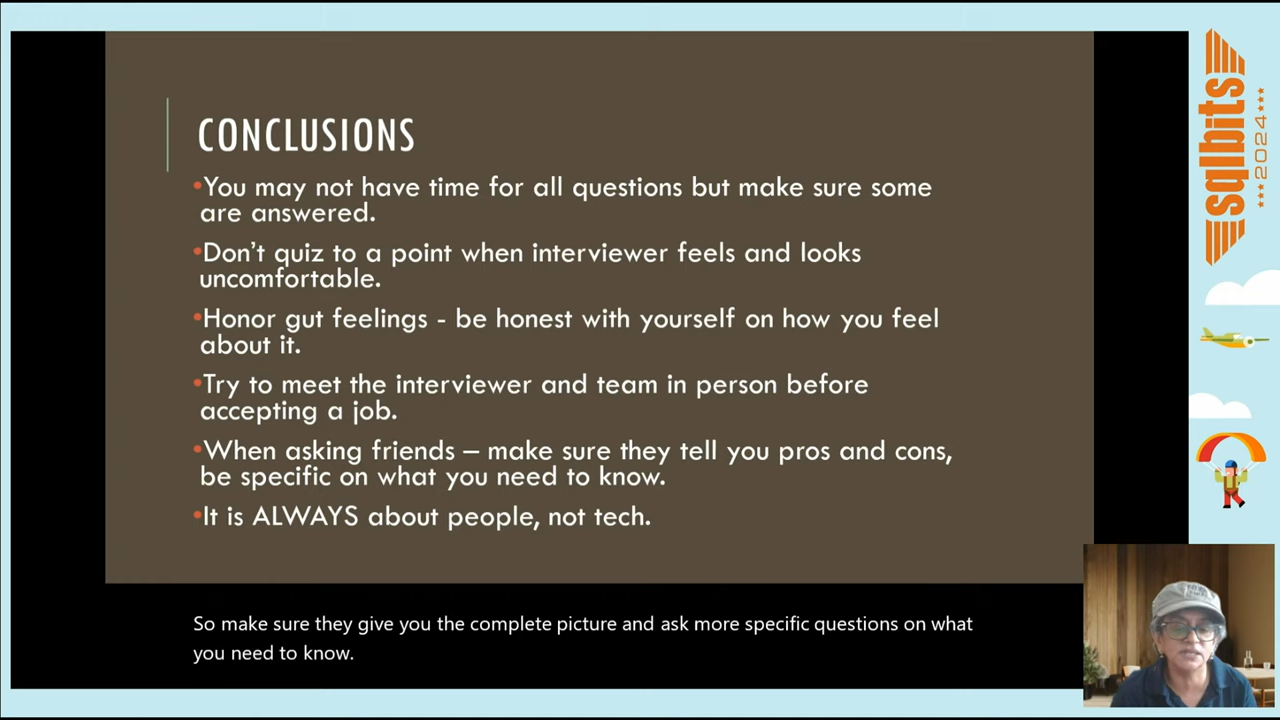 CONCLUSIONS
•You may not have time for all questions but make sure some
are answered.
•Don't quiz to a point when interviewer feels and looks
uncomfortable.
•Honor gut feelings - be honest with yourself on how you feel
about it.
•Try to meet the interviewer and team in person before
accepting a job.
•When asking friends – make sure they tell you pros and cons,
be specific on what you need to know.
•It is ALWAYS about people, not tech.
So make sure they give you the complete picture and ask more specific questions on what
you need to know.
sqlbits
2024